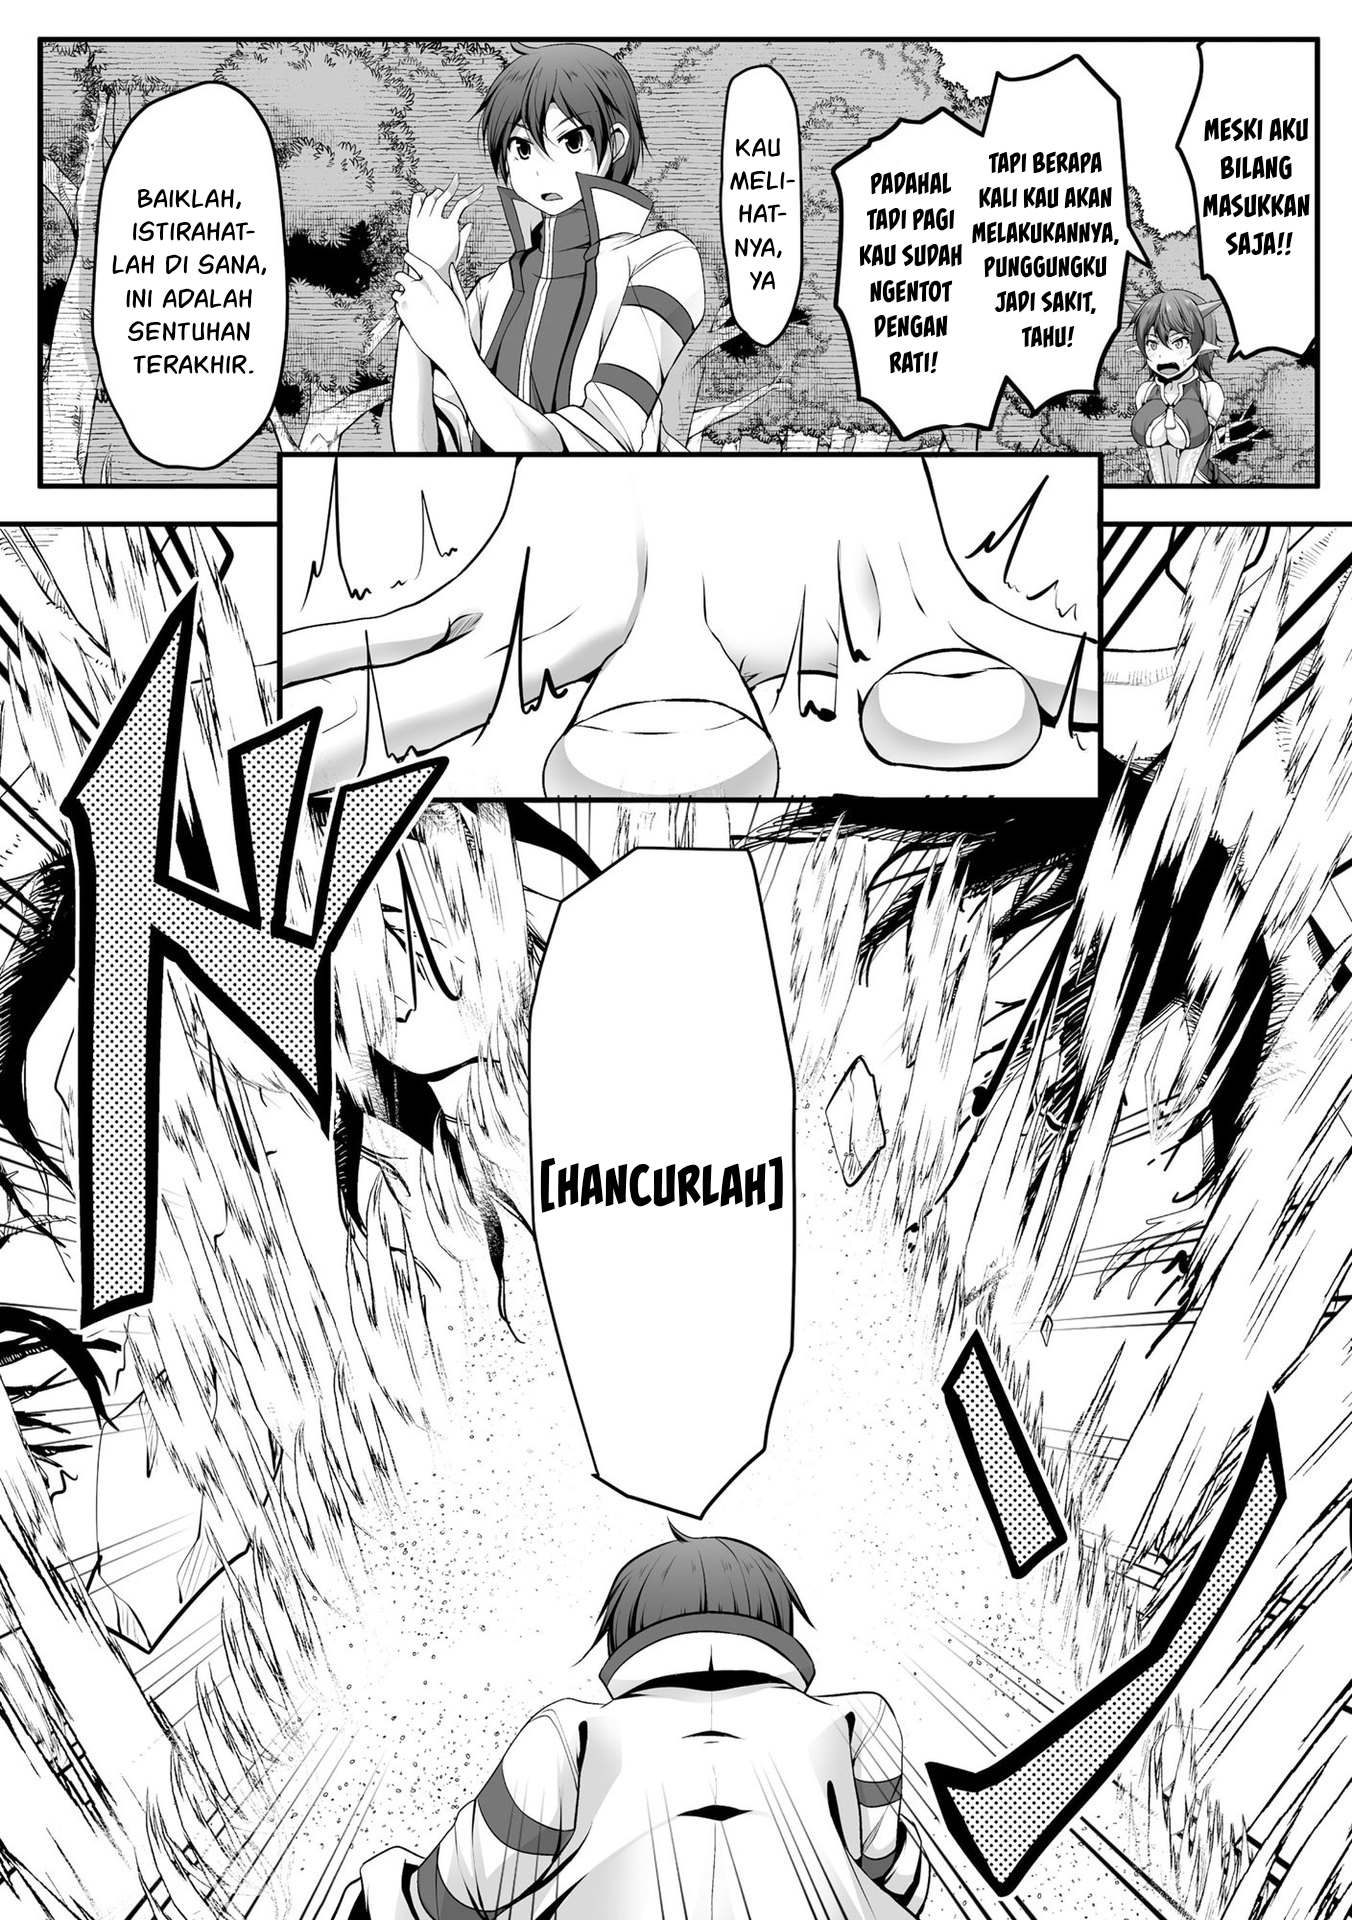 MESKI AKU
BILANG
MASUKKAN
SAJA!!
TAPI BERAPA
KALI KAU AKAN
MELAKUKANNYA,
PUNGGUNGKU
JADI SAKIT,
TAHU!
PADAHAL
TADI PAGI
KAU SUDAH
NGENTOT
DENGAN
RATI!
KAU
MELI-
HAT-
NYA,
YA
BAIKLAH,
ISTIRAHAT-
LAH DI SANA,
INI ADALAH
SENTUHAN
TERAKHIR.
ドン
[HANCURLAH]